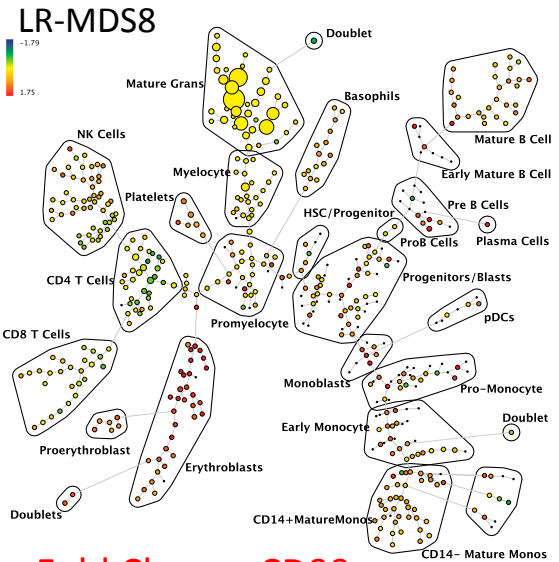 LR-MDS8
-1.79
1.75
Doublet
Mature Grans
Basophils
Mature B Cell
NK Cells
Myelocyte
Early Mature B Cell
Platelets
Pre B Cells
HSC/Progenitor
ProB Cells
Plasma Cells
CD4 T Cells
Progenitors/Blasts
pDCs
Promyelocyte
CD8 T Cells
Monoblasts
Pro-Monocyte
Doublet
Early Monocyte
Proerythroblast
Erythroblasts
Doublets
CD14+MatureMonos
CD14- Mature Monos